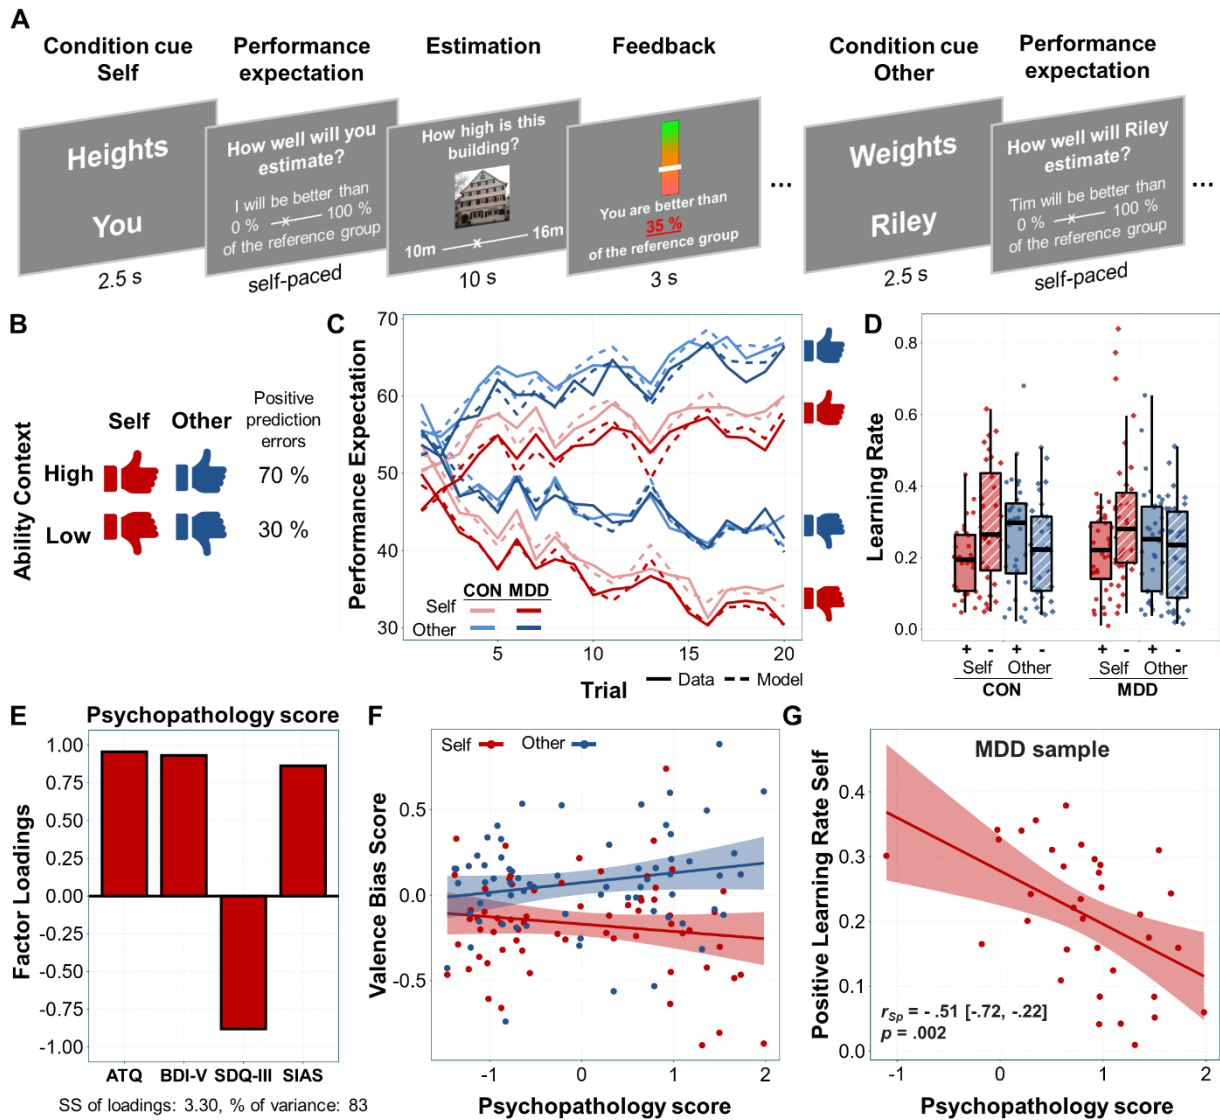 A
Condition cue
Self
Performance
expectation
Estimation
Feedback
Condition cue
Other
Performance
expectation
Heights
You
2.5 s
How well will you
estimate?
I will be better than
0 % x 100 %
of the reference group
self-paced
How high is this
building?
10m x 16m
10 s
You are better than
35 %
of the reference group
3 s
...
Weights
Riley
2.5 s
How well will Riley
estimate?
Tim will be better than
0 % x 100 %
of the reference group
self-paced
...
B
Ability Context
Self Other
Positive
prediction
errors
High 70 %
Low 30 %
C
Performance Expectation
70
60
50
40
30
CON MDD
Self
Other
5 10 15 20
Trial
Data Model
D
Learning Rate
0.8
0.6
0.4
0.2
0.0
+ - + - + - + -
Self Other Self Other
CON MDD
E
Psychopathology score
Factor Loadings
1.00
0.75
0.50
0.25
0.00
-0.25
-0.50
-0.75
-1.00
ATQ BDI-V SDQ-III SIAS
SS of loadings: 3.30, % of variance: 83
F
Self Other
Valence Bias Score
0.5
0.0
-0.5
-1 0 1 2
Psychopathology score
G
MDD sample
Positive Learning Rate Self
0.4
0.3
0.2
0.1
0.0
rSp = - .51 [-.72, -.22]
p = .002
-1 0 1 2
Psychopathology score